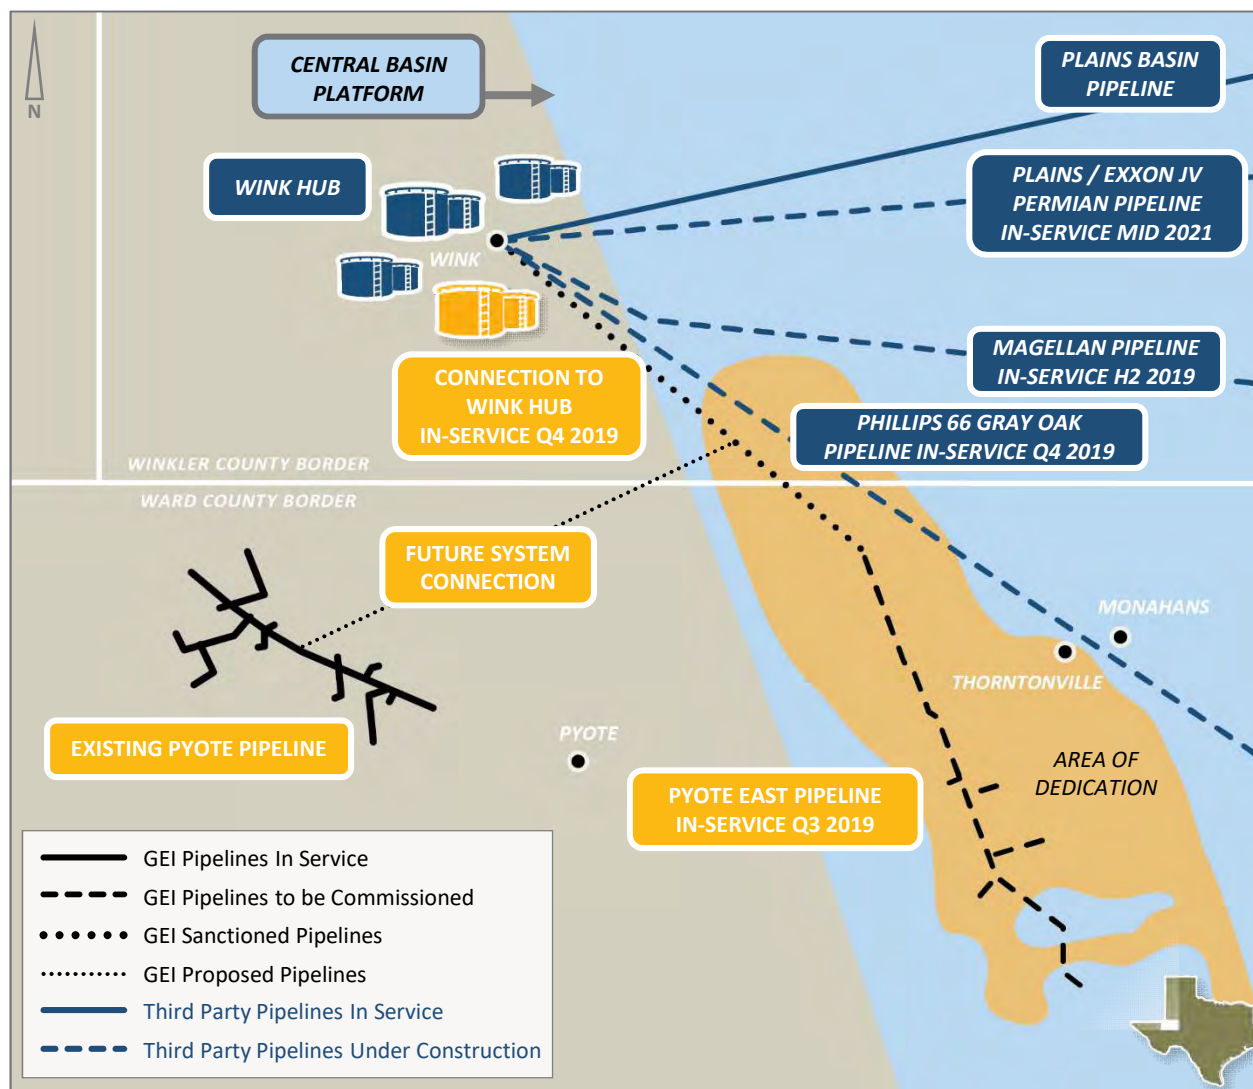 CENTRAL BASIN
PLATFORM
N
PLAINS BASIN
PIPELINE
WINK HUB
PLAINS / EXXON JV
PERMIAN PIPELINE
IN-SERVICE MID 2021
WINK
MAGELLAN PIPELINE
IN-SERVICE H2 2019
CONNECTION TO
WINK HUB
IN-SERVICE Q4 2019
PHILLIPS 66 GRAY OAK
PIPELINE IN-SERVICE Q4 2019
WINKLER COUNTY BORDER
WARD COUNTY BORDER
FUTURE SYSTEM
CONNECTION
MONAHANS
THORNTONVILLE
EXISTING PYOTE PIPELINE
PYOTE
AREA OF
DEDICATION
PYOTE EAST PIPELINE
IN-SERVICE Q3 2019
GEI Pipelines In Service
GEI Pipelines to be Commissioned
GEI Sanctioned Pipelines
GEI Proposed Pipelines
Third Party Pipelines In Service
Third Party Pipelines Under Construction